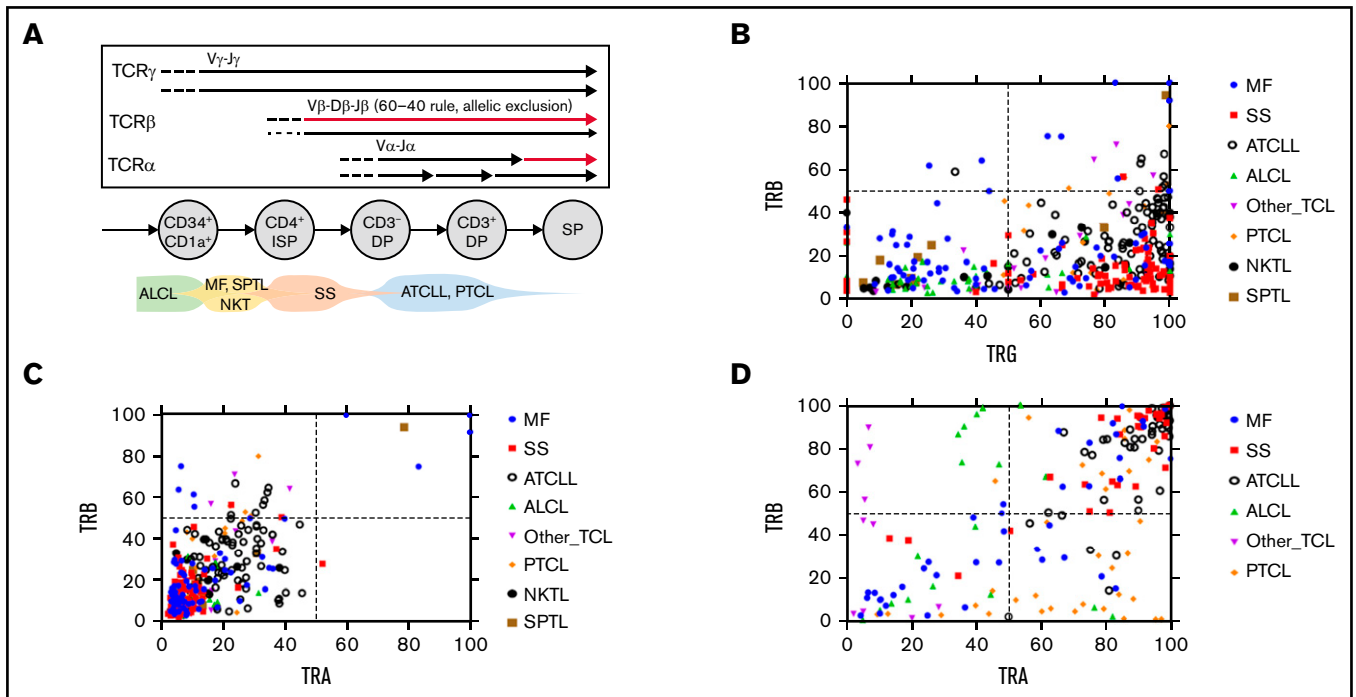 A
TCRγ
Vγ-Jγ
TCRβ
Vβ-Dβ-Jβ (60–40 rule, allelic exclusion)
TCRα
Vα-Jα
CD34+
CD1a+
CD4+
ISP
CD3−
DP
CD3+
DP
SP
ALCL
MF, SPTL
NKT
SS
ATCLL, PTCL
B
TRB
100
80
60
40
20
0
0 20 40 60 80 100
TRG
MF
SS
ATCLL
ALCL
Other_TCL
PTCL
NKTL
SPTL
C
TRB
100
80
60
40
20
0
0 20 40 60 80 100
TRA
MF
SS
ATCLL
ALCL
Other_TCL
PTCL
NKTL
SPTL
D
TRB
100
80
60
40
20
0
0 20 40 60 80 100
TRA
MF
SS
ATCLL
ALCL
Other_TCL
PTCL